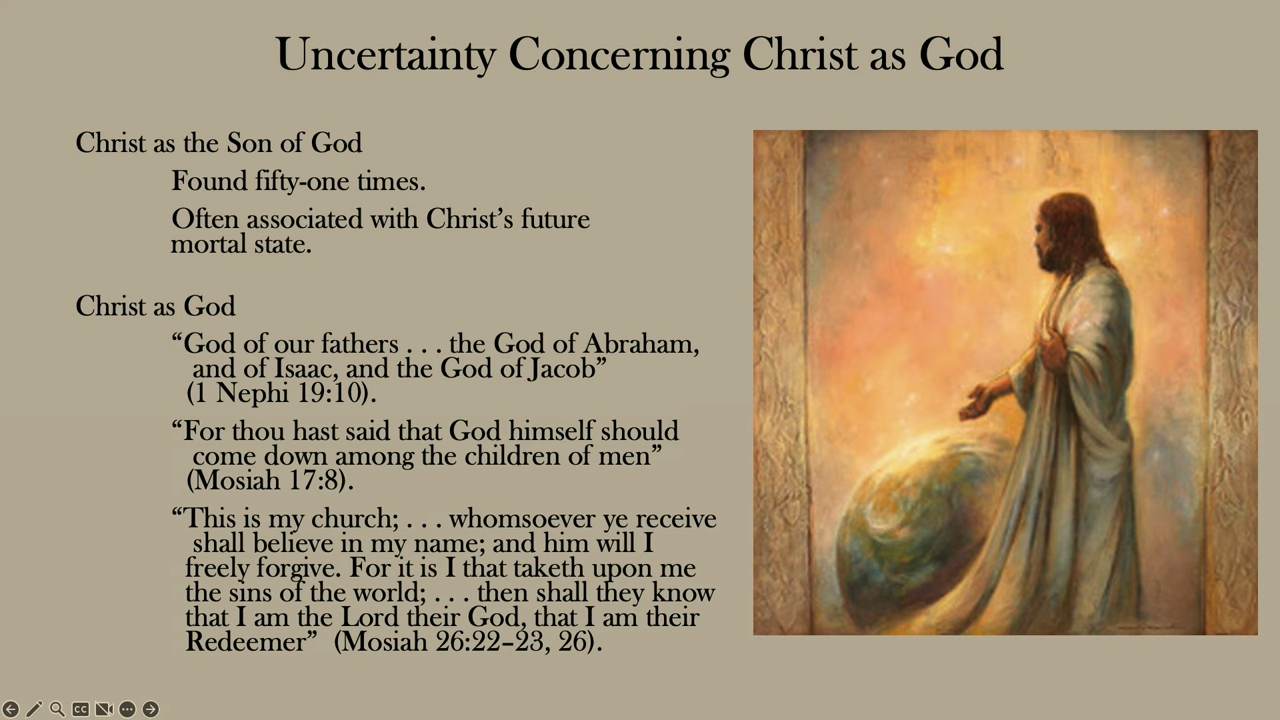 Uncertainty Concerning Christ as God
Christ as the Son of God
Found fifty-one times.
Often associated with Christ’s future
mortal state.
Christ as God
“God of our fathers . . . the God of Abraham,
and of Isaac, and the God of Jacob”
(1 Nephi 19:10).
“For thou hast said that God himself should
come down among the children of men”
(Mosiah 17:8).
“This is my church; . . . whomsoever ye receive
shall believe in my name; and him will I
freely forgive. For it is I that taketh upon me
the sins of the world; . . . then shall they know
that I am the Lord their God, that I am their
Redeemer” (Mosiah 26:22–23, 26).
CC